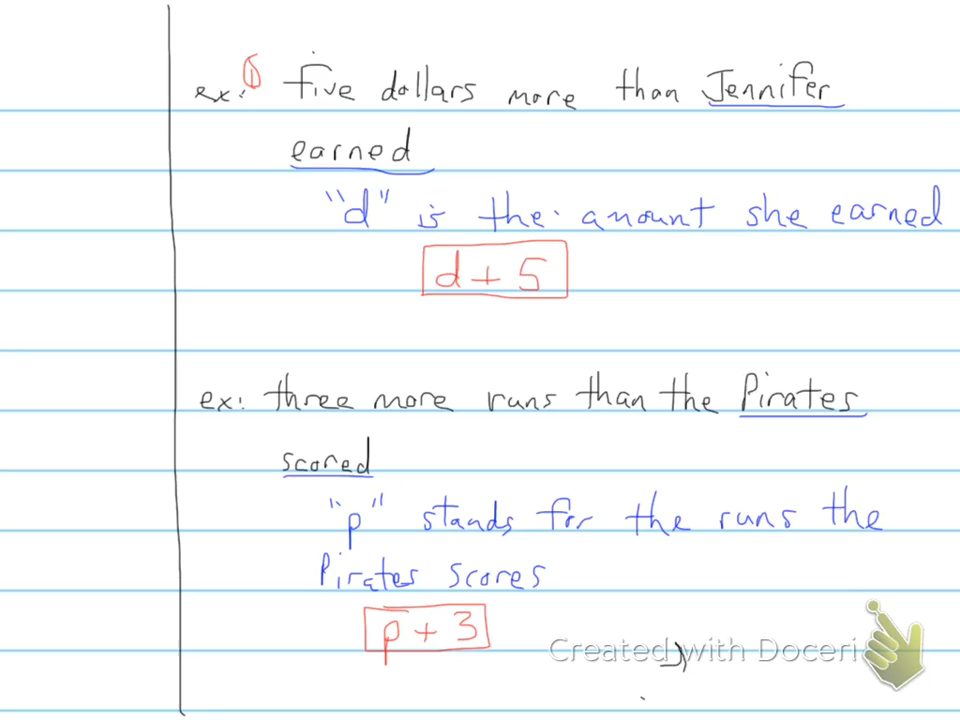 ex: ① five dollars more than Jennifer
earned
"d" is the amount she earned
d + 5
ex: three more runs than the Pirates
scored
"p" stands for the runs the
Pirates scores
p + 3
Created with Doceri